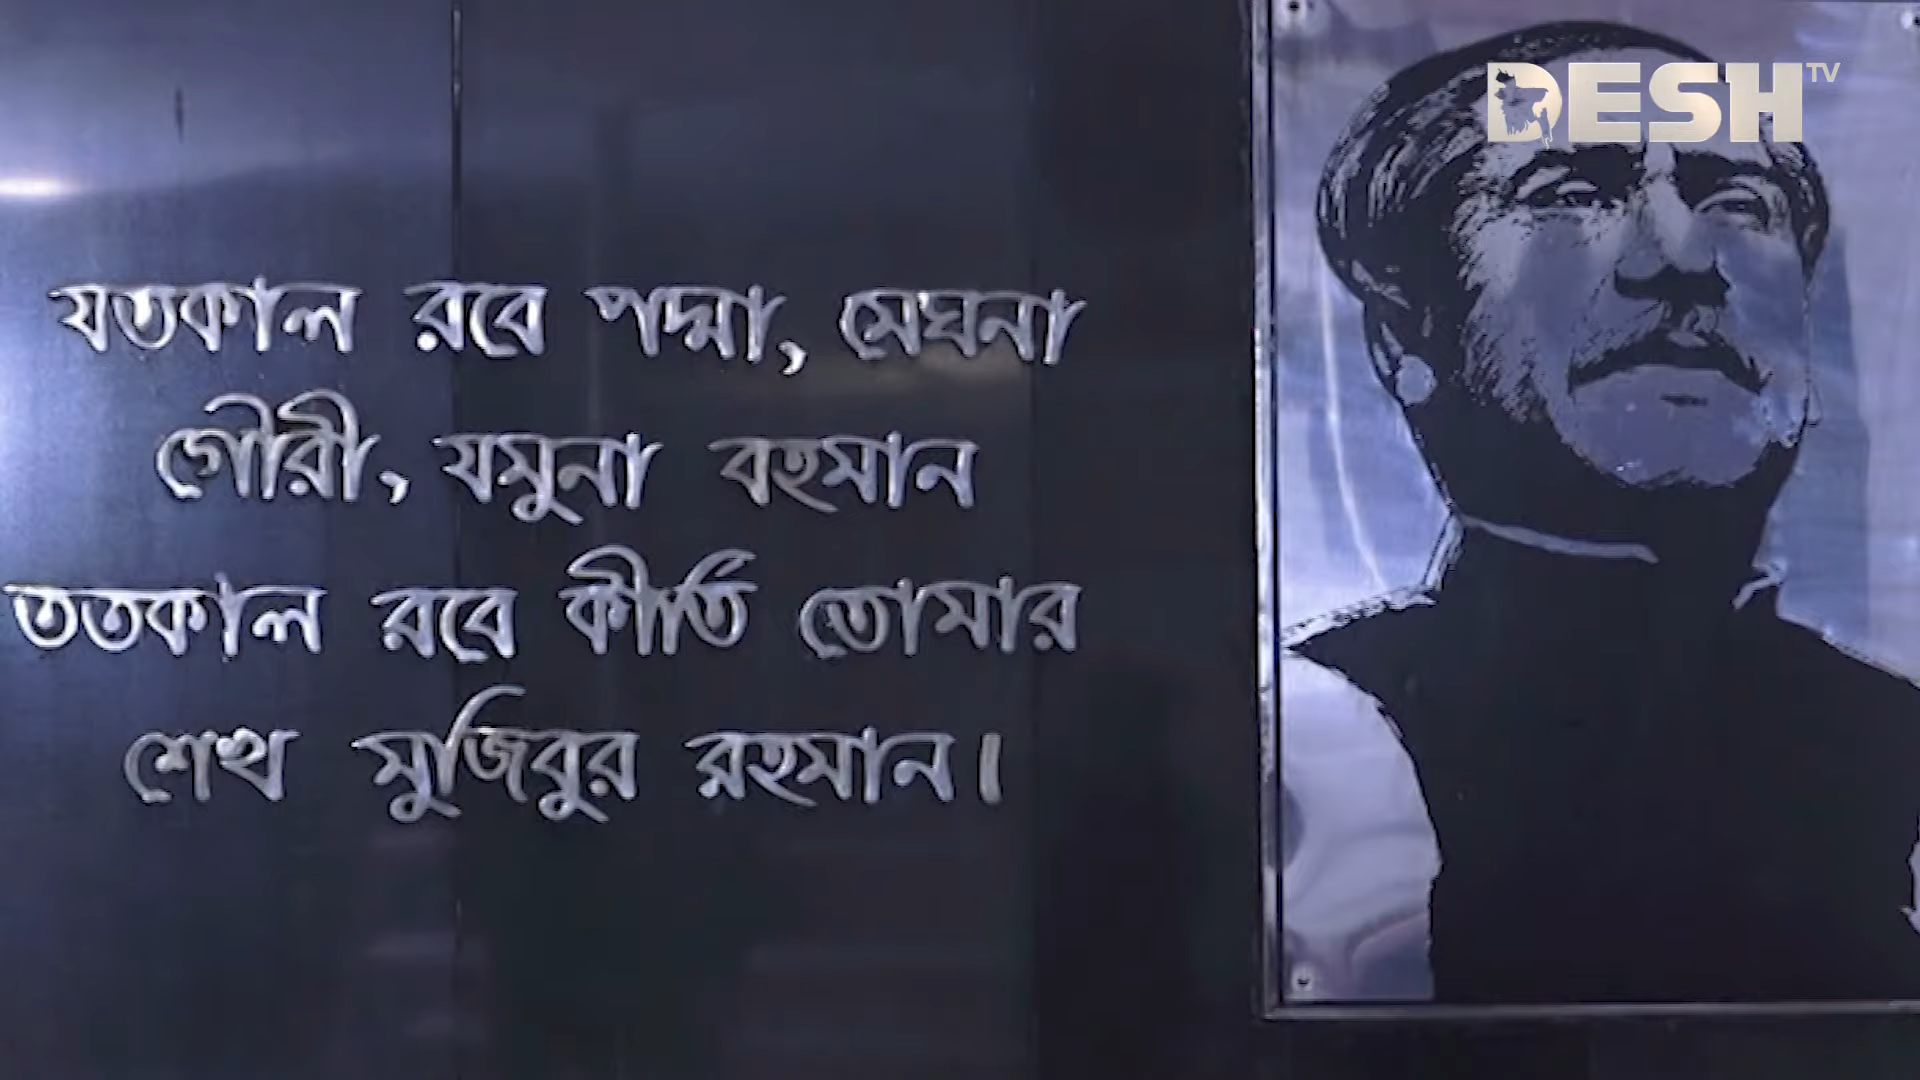 DESH TV
যতকাল রবে পদ্মা, মেঘনা
গৌরী, যমুনা বহমান
ততকাল রবে কীর্তি তোমার
শেখ মুজিবুর রহমান।